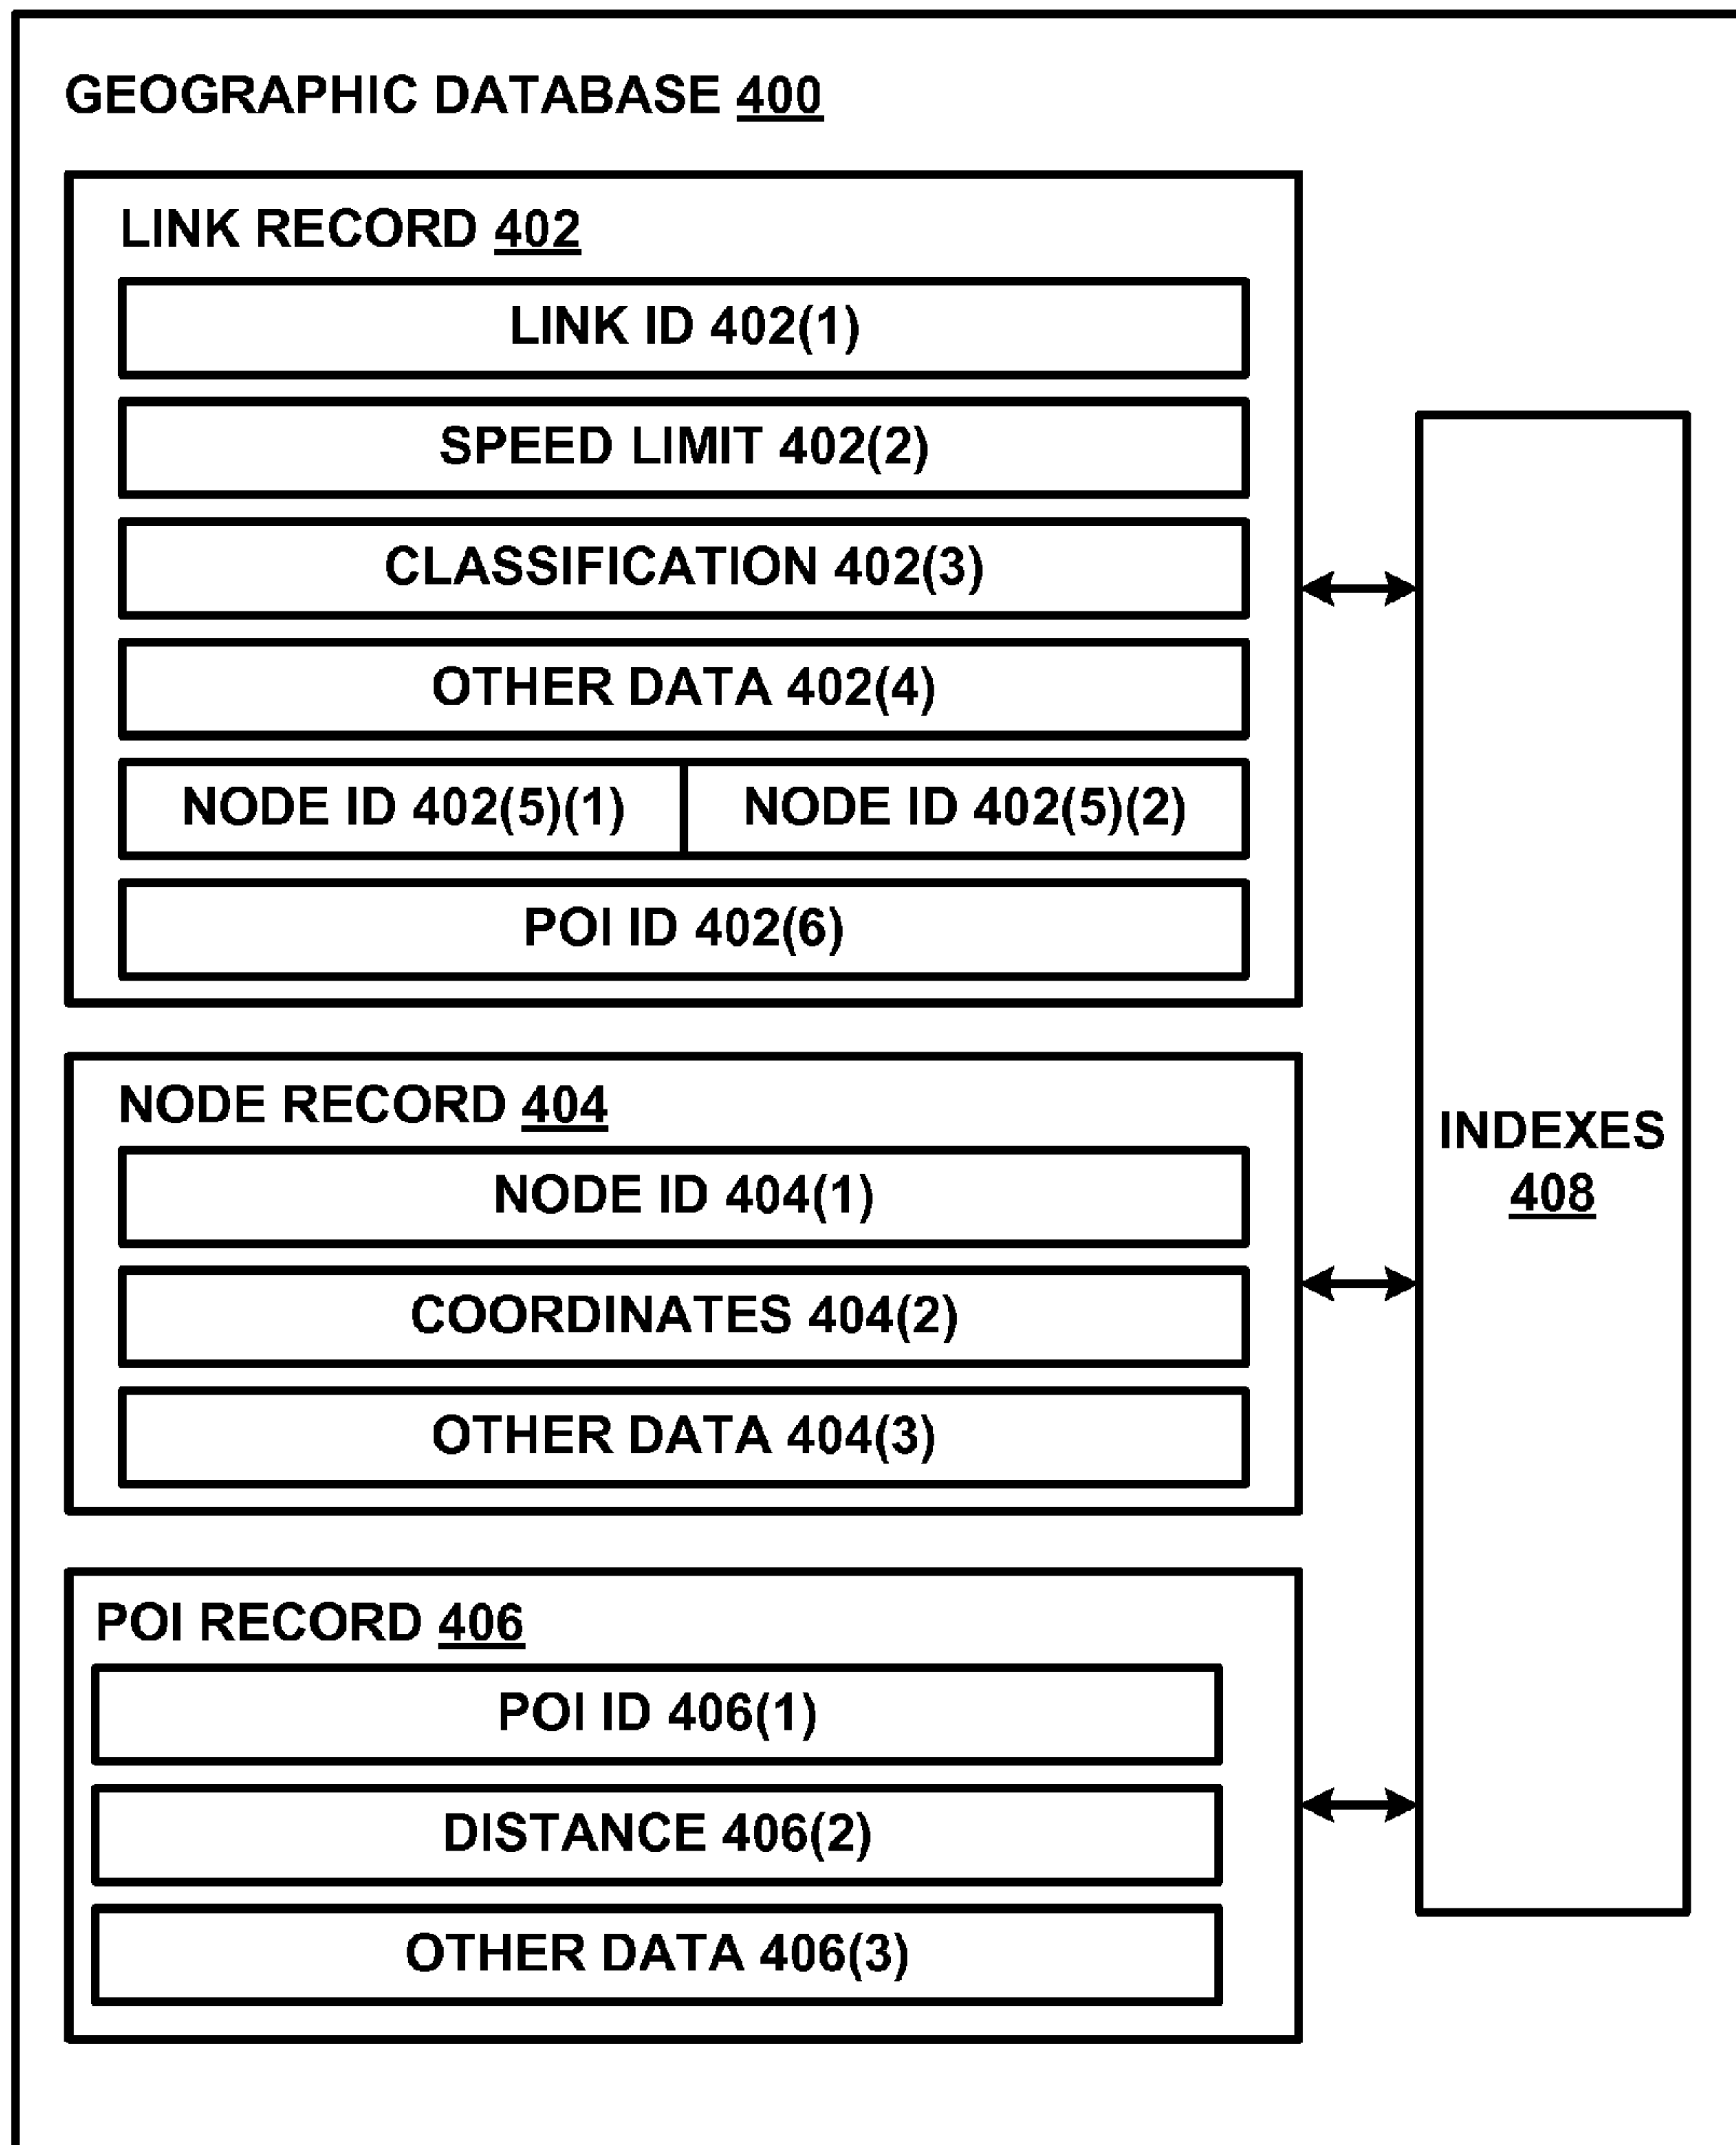 GEOGRAPHIC DATABASE 400
LINK RECORD 402
LINK ID 402(1)
SPEED LIMIT 402(2)
CLASSIFICATION 402(3)
OTHER DATA 402(4)
NODE ID 402(5)(1) NODE ID 402(5)(2)
POI ID 402(6)
NODE RECORD 404
NODE ID 404(1)
COORDINATES 404(2)
OTHER DATA 404(3)
POI RECORD 406
POI ID 406(1)
DISTANCE 406(2)
OTHER DATA 406(3)
INDEXES
408